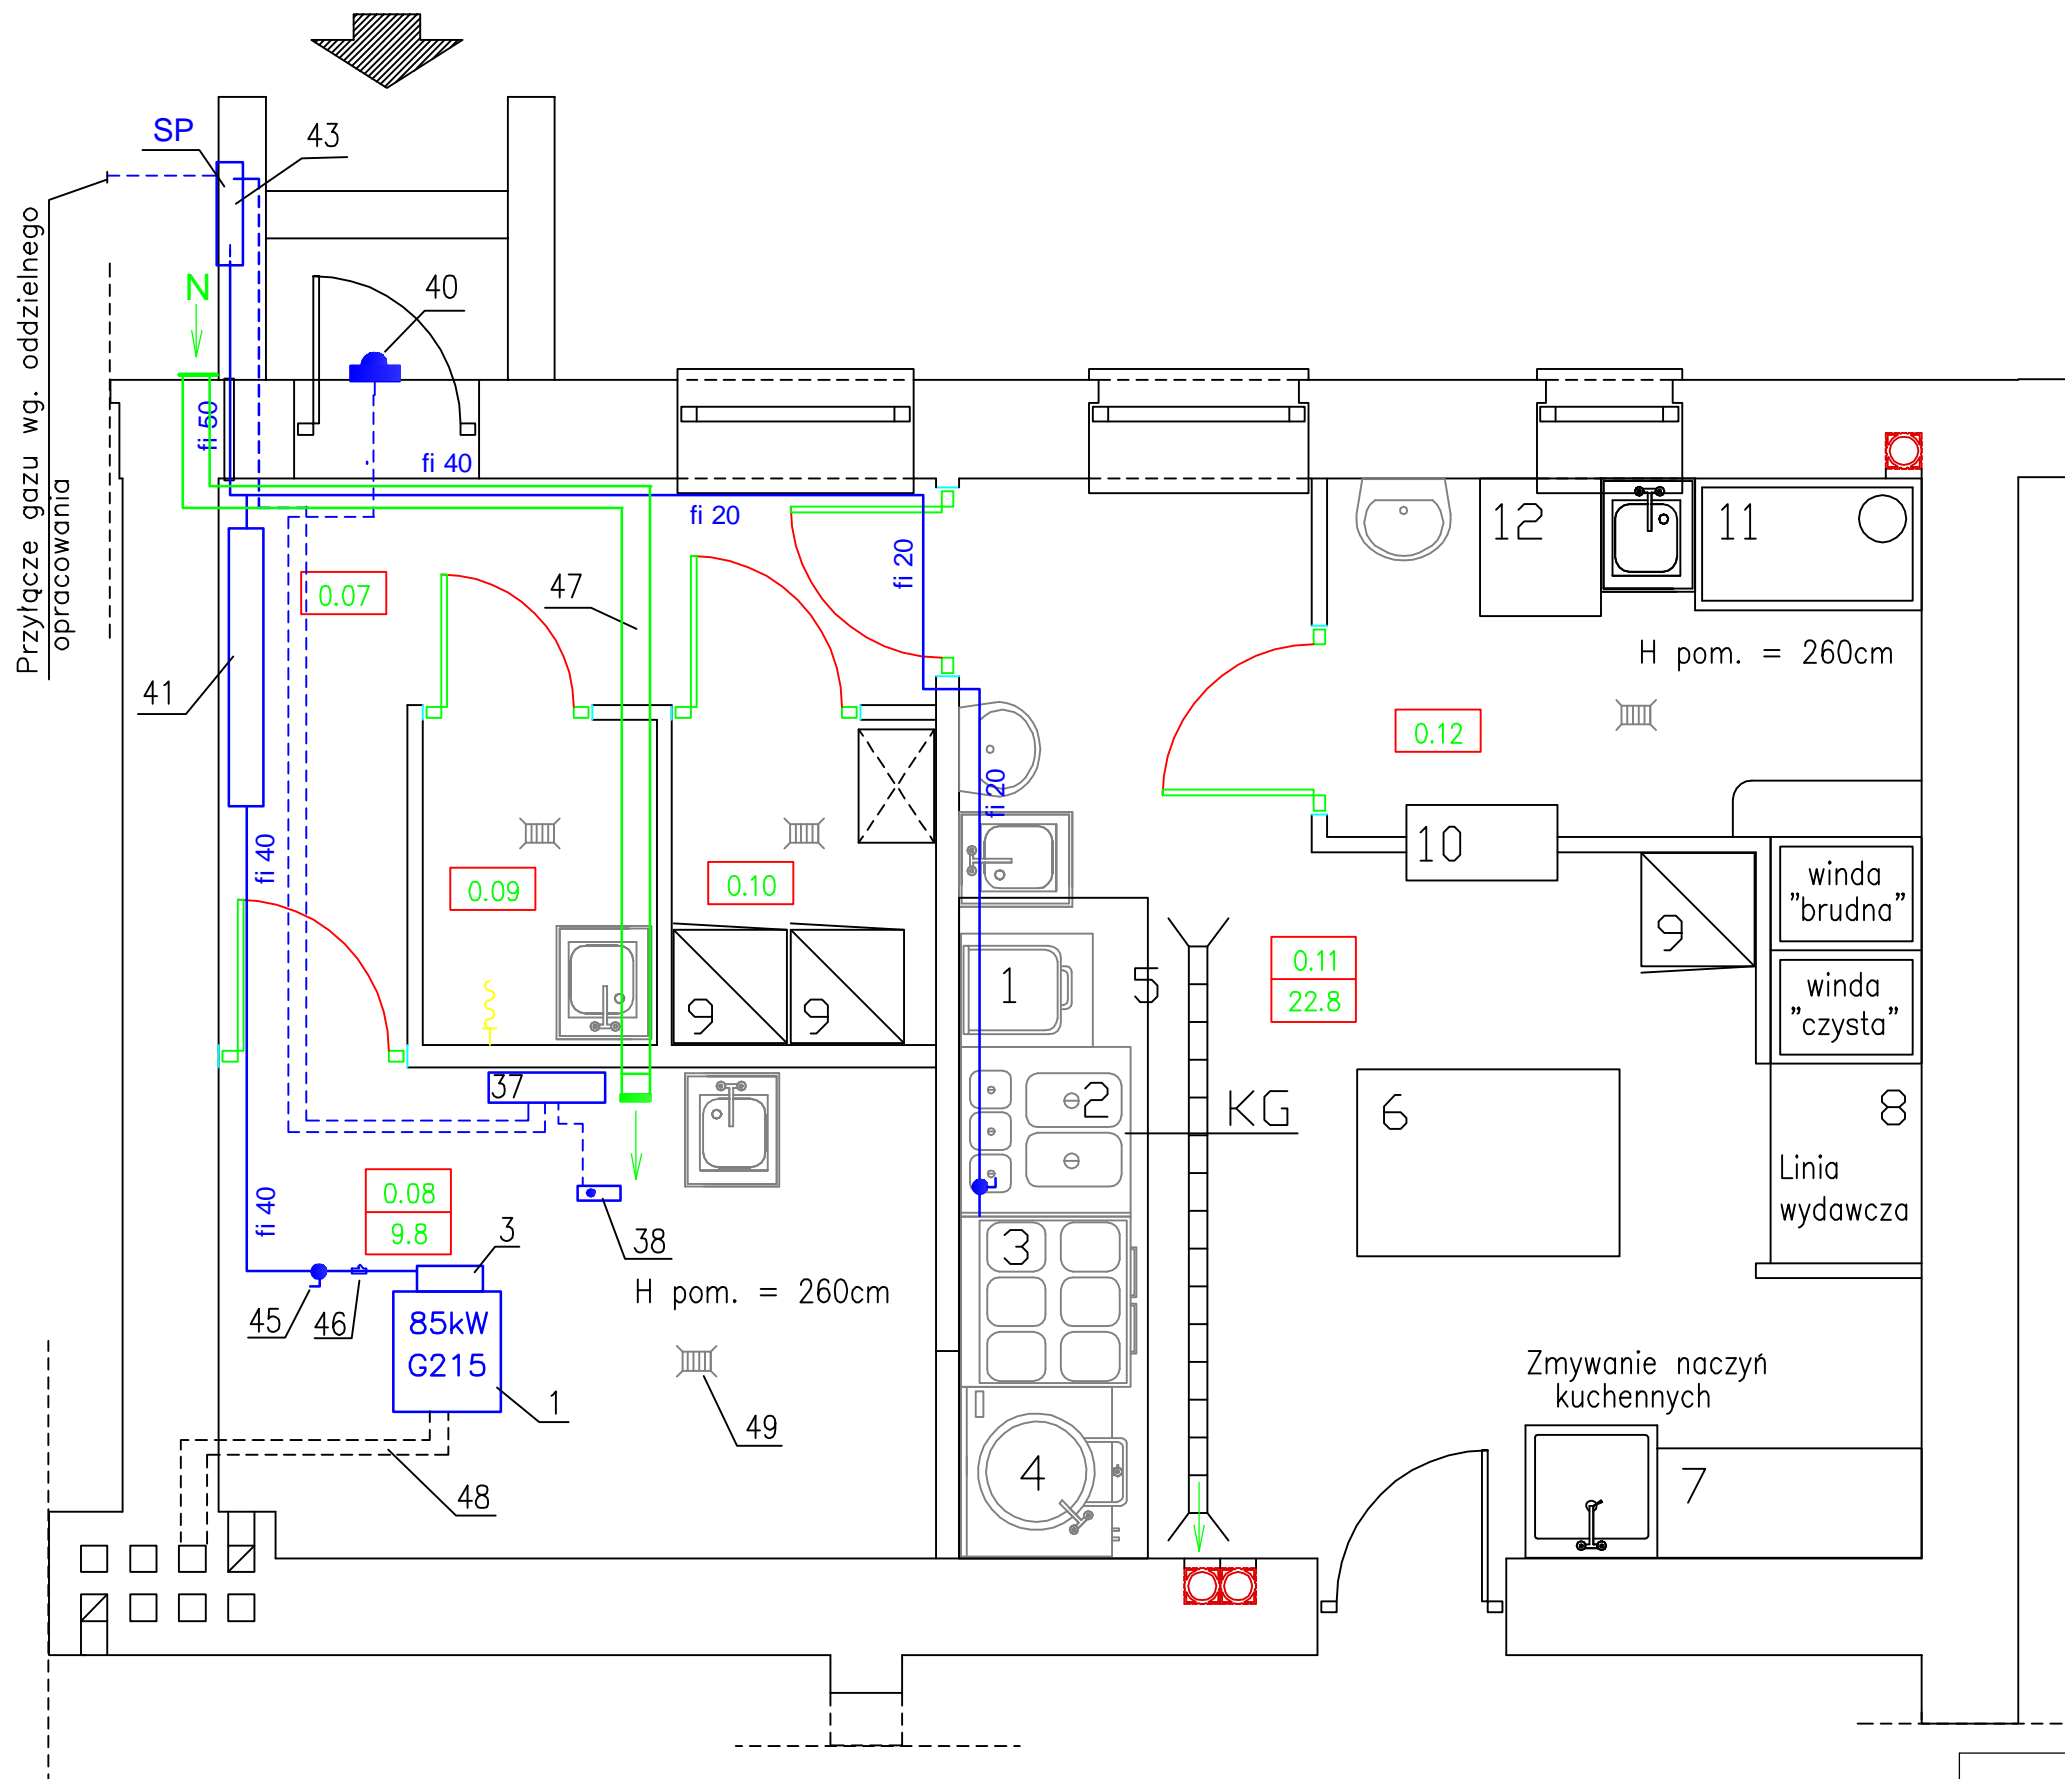 SP
43
Przyłącze gazu wg. oddzielnego
opracowania
N
40
fi 50
fi 40
fi 20
fi 20
12
11
0.07
47
H pom. = 260cm
41
0.12
fi 20
fi 40
10
winda
"brudna"
0.09
0.10
9
9
9
0.11
22.8
1
5
winda
"czysta"
37
2
KG
6
8
Linia
wydawcza
0.08
9.8
fi 40
3
38
3
H pom. = 260cm
45
46
85kW
G215
1
49
Zmywanie naczyń
kuchennych
4
7
48